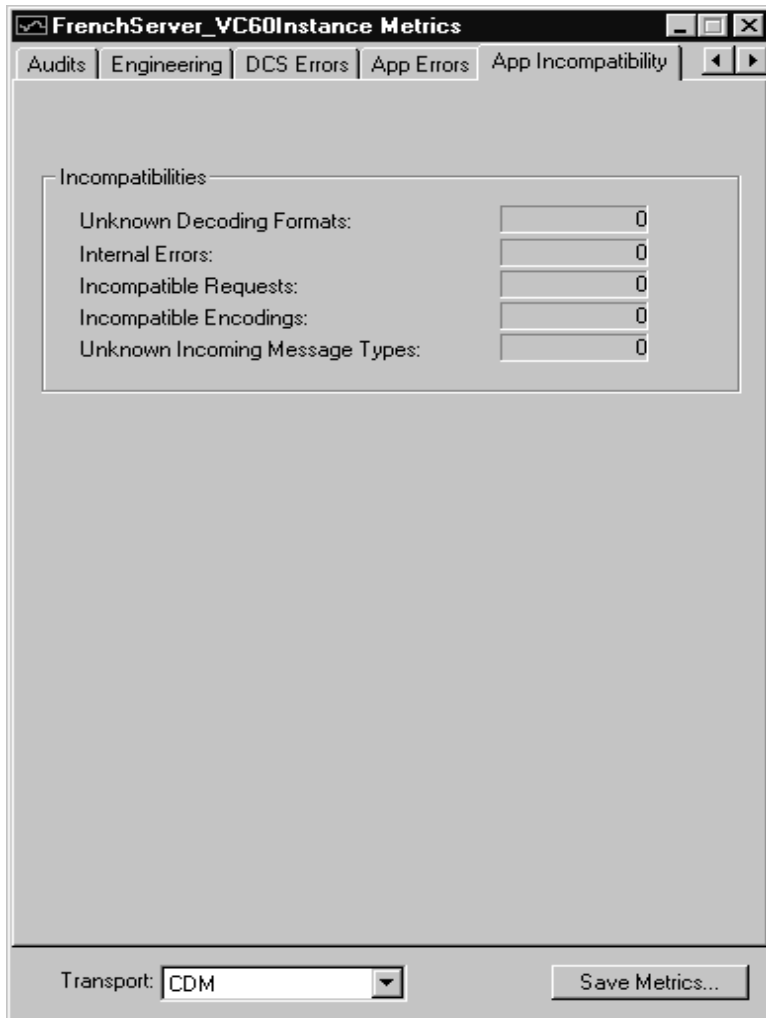 FrenchServer_VC60Instance Metrics
Audits Engineering DCS Errors App Errors App Incompatibility
Incompatibilities
Unknown Decoding Formats: 0
Internal Errors: 0
Incompatible Requests: 0
Incompatible Encodings: 0
Unknown Incoming Message Types: 0
Transport: CDM Save Metrics...